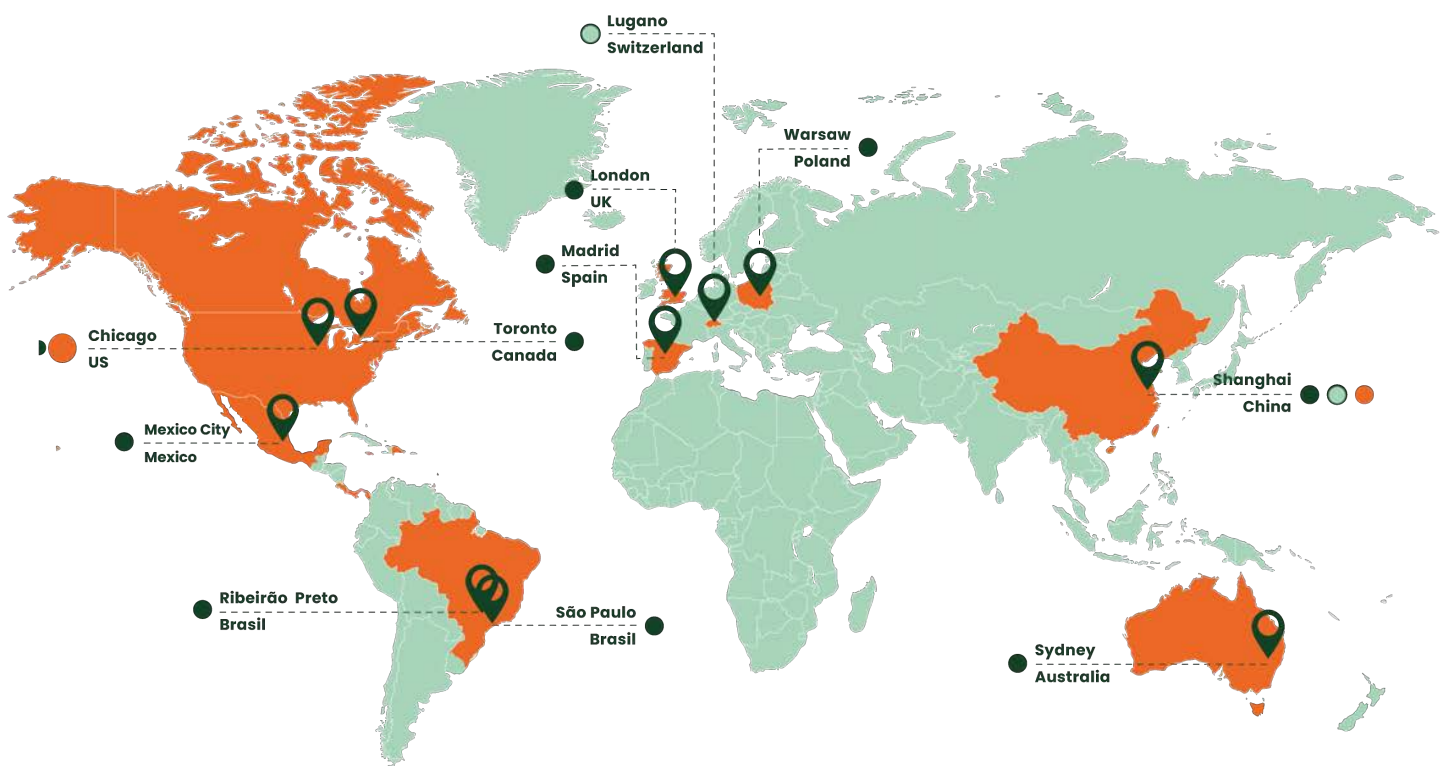 Lugano
Switzerland
Warsaw
Poland
London
UK
Madrid
Spain
Chicago
US
Toronto
Canada
Shanghai
China
Mexico City
Mexico
Ribeirão Preto
Brasil
São Paulo
Brasil
Sydney
Australia